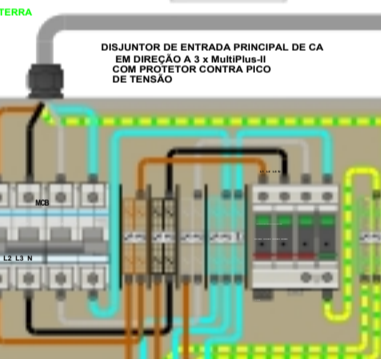 TERRA
DISJUNTOR DE ENTRADA PRINCIPAL DE CA
EM DIREÇÃO A 3 x MultiPlus-II
COM PROTETOR CONTRA PICO
DE TENSÃO
MCB
L2 L3 N